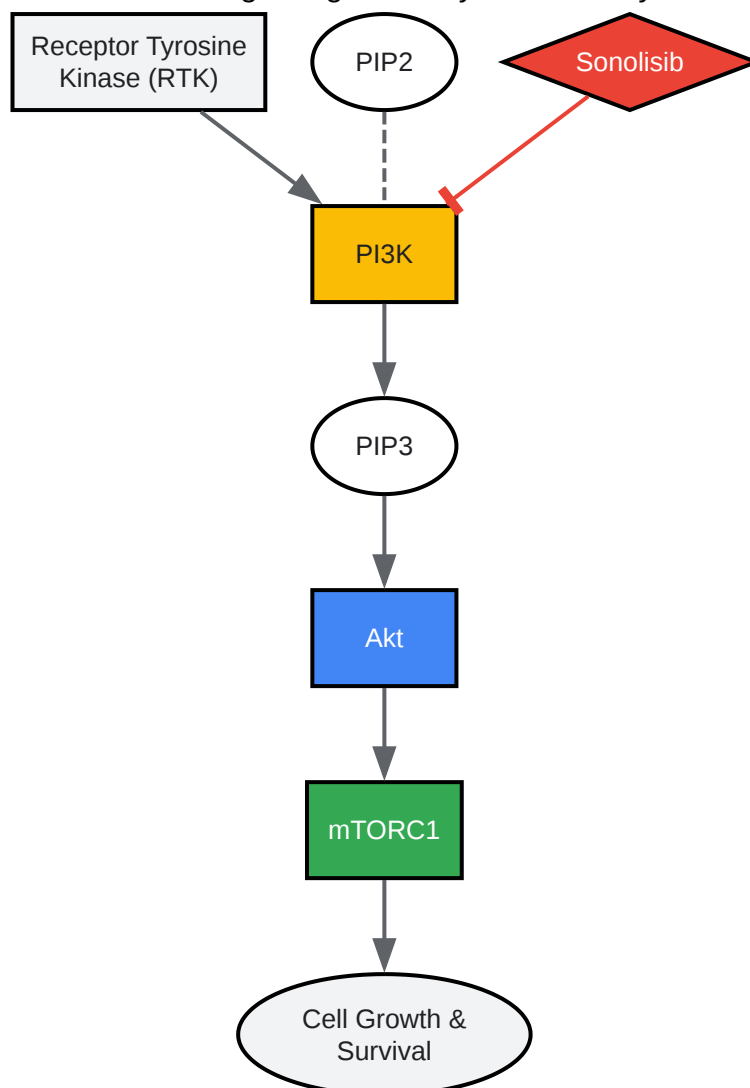 Receptor Tyrosine
Kinase (RTK)
PIP2
Sonolisib
PI3K
PIP3
Akt
mTORC1
Cell Growth &
Survival